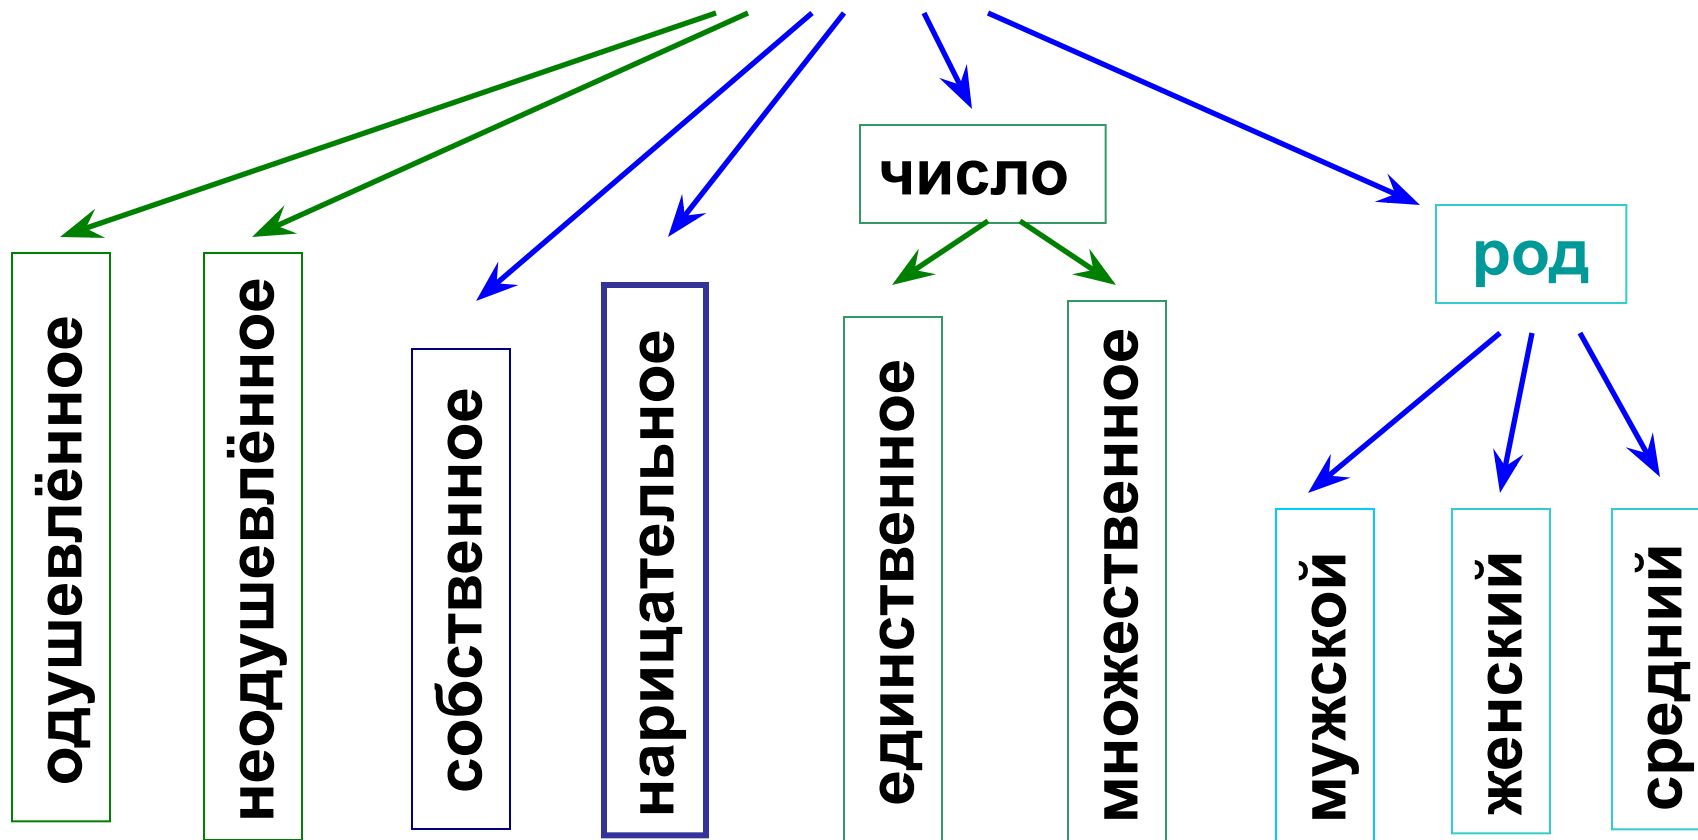 число
род
одушевлённое
неодушевлённое
собственное
нарицательное
единственное
множественное
мужской
женский
средний